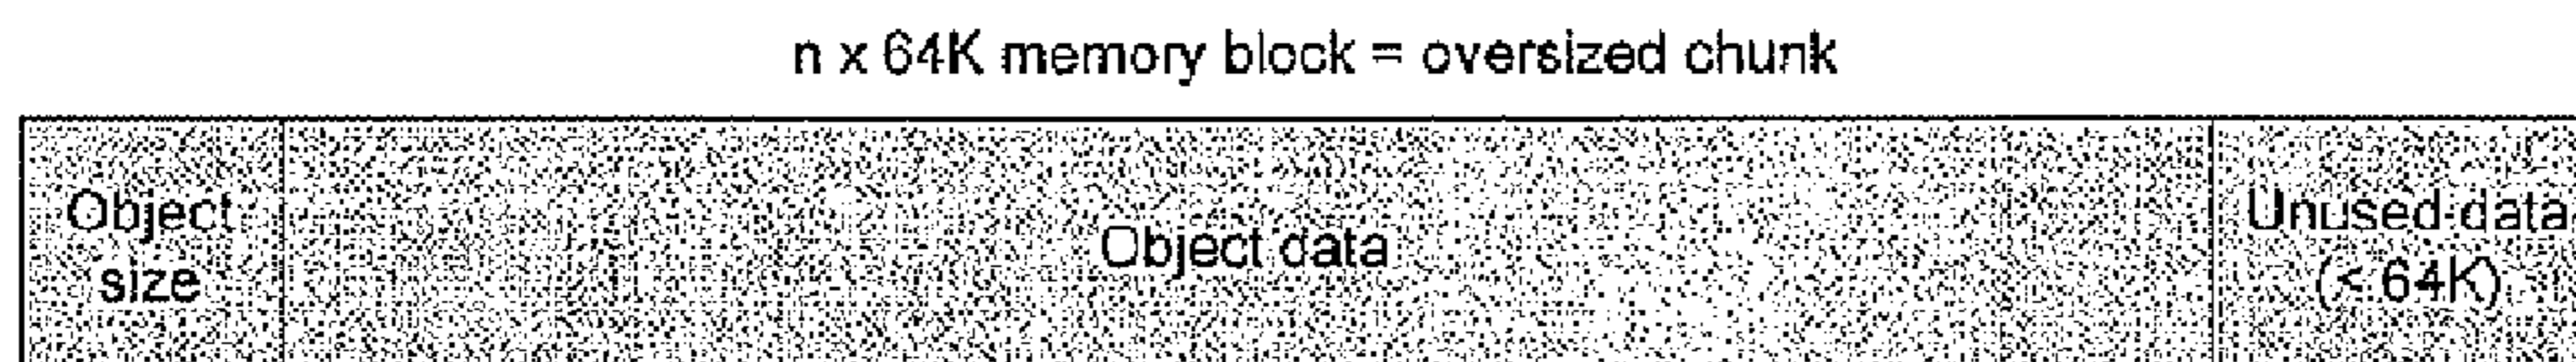 n x 64K memory block = oversized chunk
Object
size
Object data
Unused data
(< 64K)